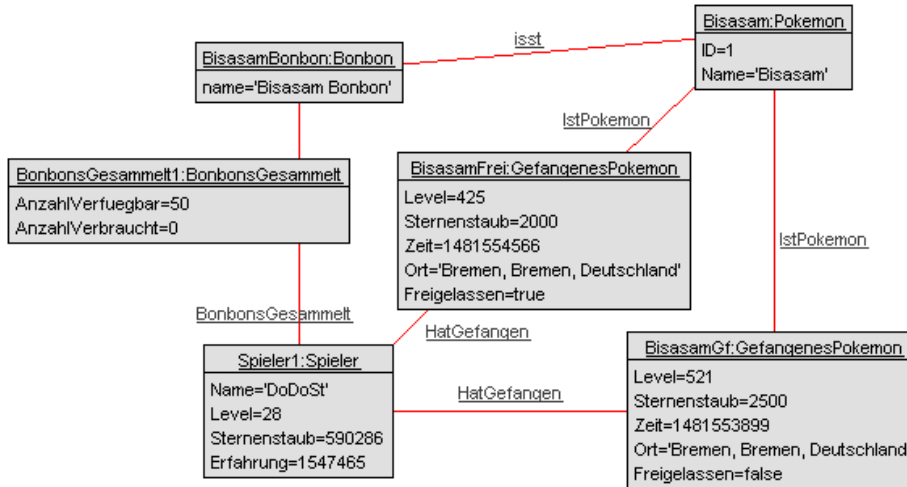 Bisasam:Pokemon
ID=1
Name='Bisasam'
isst
BisasamBonbon:Bonbon
name='Bisasam Bonbon'
IstPokemon
BonbonsGesammelt1:BonbonsGesammelt
AnzahlVerfuegbar=50
AnzahlVerbraucht=0
BisasamFrei:GefangenesPokemon
Level=425
Sternenstaub=2000
Zeit=1481554566
Ort='Bremen, Bremen, Deutschland'
Freigelassen=true
IstPokemon
BonbonsGesammelt
HatGefangen
Spieler1:Spieler
Name='DoDoSt'
Level=28
Sternenstaub=590286
Erfahrung=1547465
HatGefangen
BisasamGf:GefangenesPokemon
Level=521
Sternenstaub=2500
Zeit=1481553899
Ort='Bremen, Bremen, Deutschland
Freigelassen=false